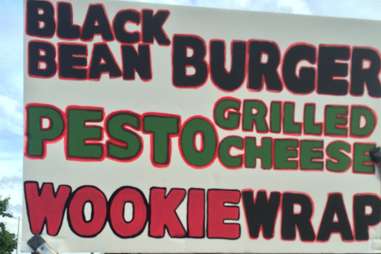 BLACK
BEAN BURGER
PESTO GRILLED
CHEESE
WOOKIE WRAP